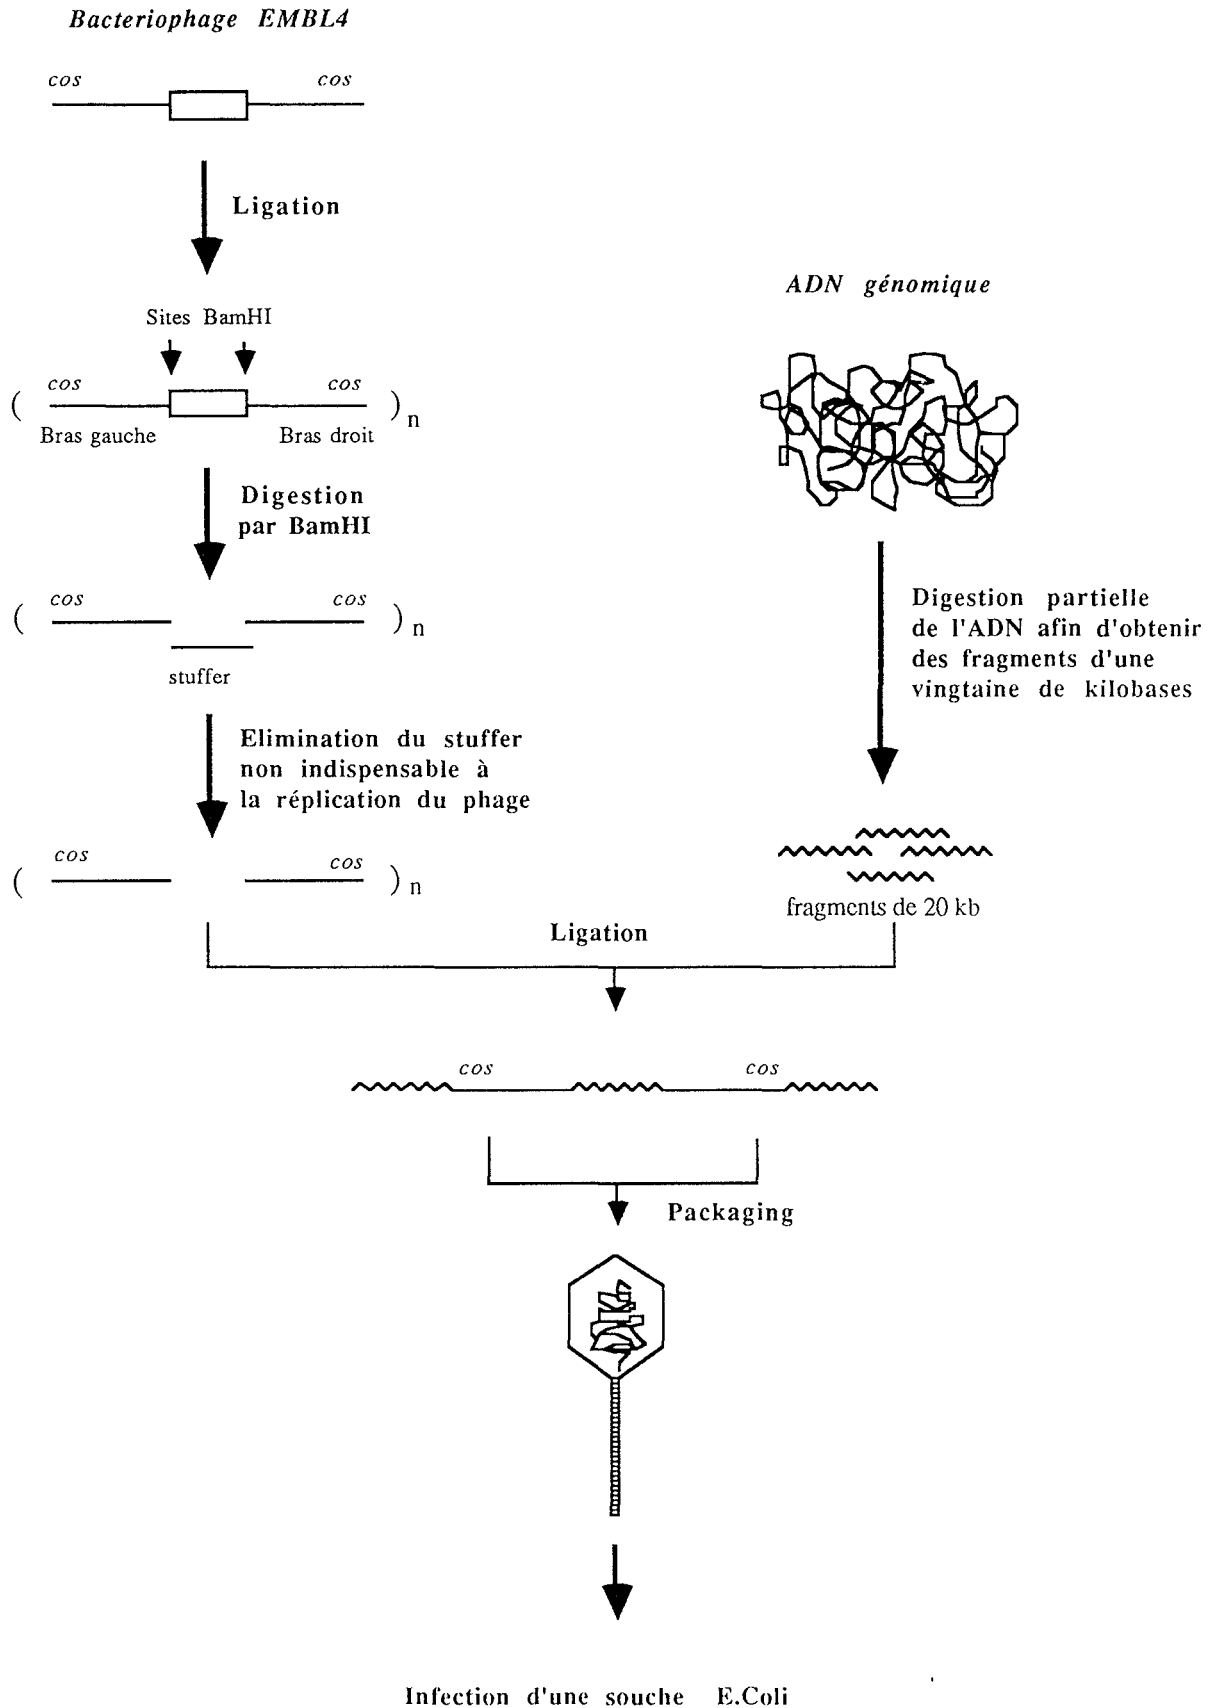 Bacteriophage EMBL4
cos cos
Ligation
Sites BamHI
cos cos
( ) n
Bras gauche Bras droit
Digestion
par BamHI
cos cos
( ) n
stuffer
Elimination du stuffer
non indispensable à
la réplication du phage
cos cos
( ) n
ADN génomique
Digestion partielle
de l'ADN afin d'obtenir
des fragments d'une
vingtaine de kilobases
fragments de 20 kb
Ligation
cos cos
Packaging
Infection d'une souche E.Coli